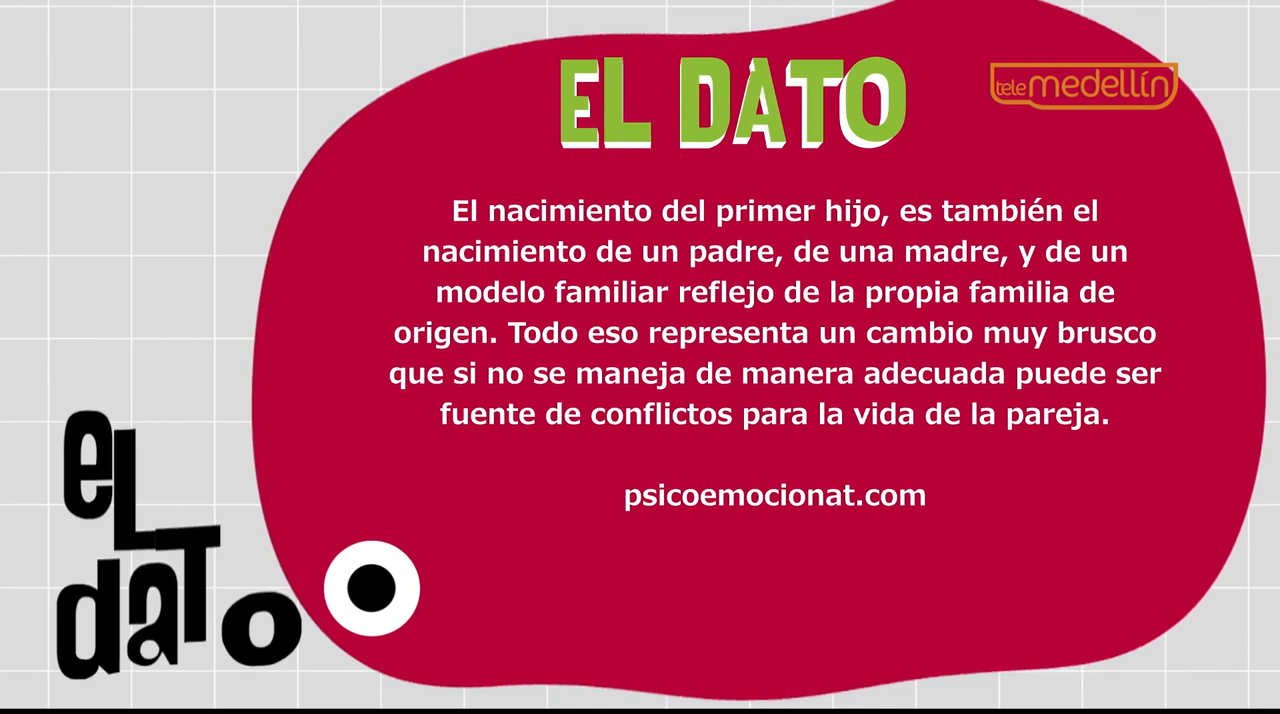 EL DATO
tele medellín
El nacimiento del primer hijo, es también el
nacimiento de un padre, de una madre, y de un
modelo familiar reflejo de la propia familia de
origen. Todo eso representa un cambio muy brusco
que si no se maneja de manera adecuada puede ser
fuente de conflictos para la vida de la pareja.
psicoemocionat.com
eL
daTo